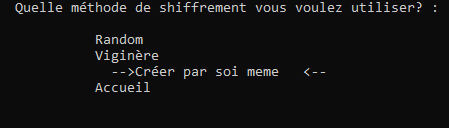 Quelle méthode de shiffrement vous voulez utiliser? :
Random
Viginère
-->Créer par soi meme <--
Accueil